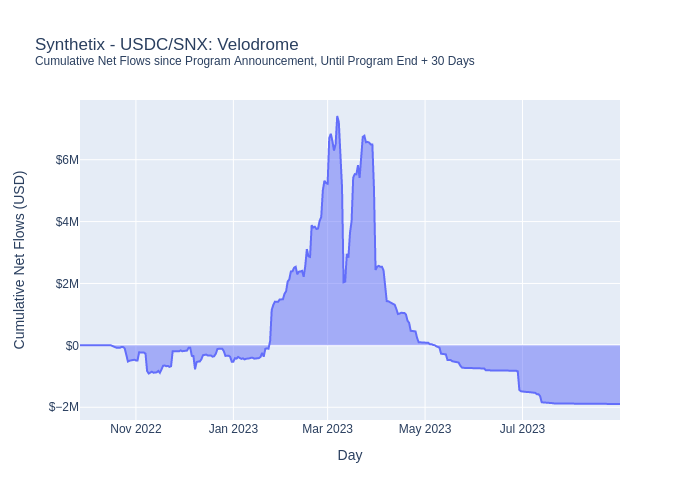 Synthetix - USDC/SNX: Velodrome
Cumulative Net Flows since Program Announcement, Until Program End + 30 Days
Cumulative Net Flows (USD)
$6M
$4M
$2M
$0
$−2M
Nov 2022 Jan 2023 Mar 2023 May 2023 Jul 2023
Day